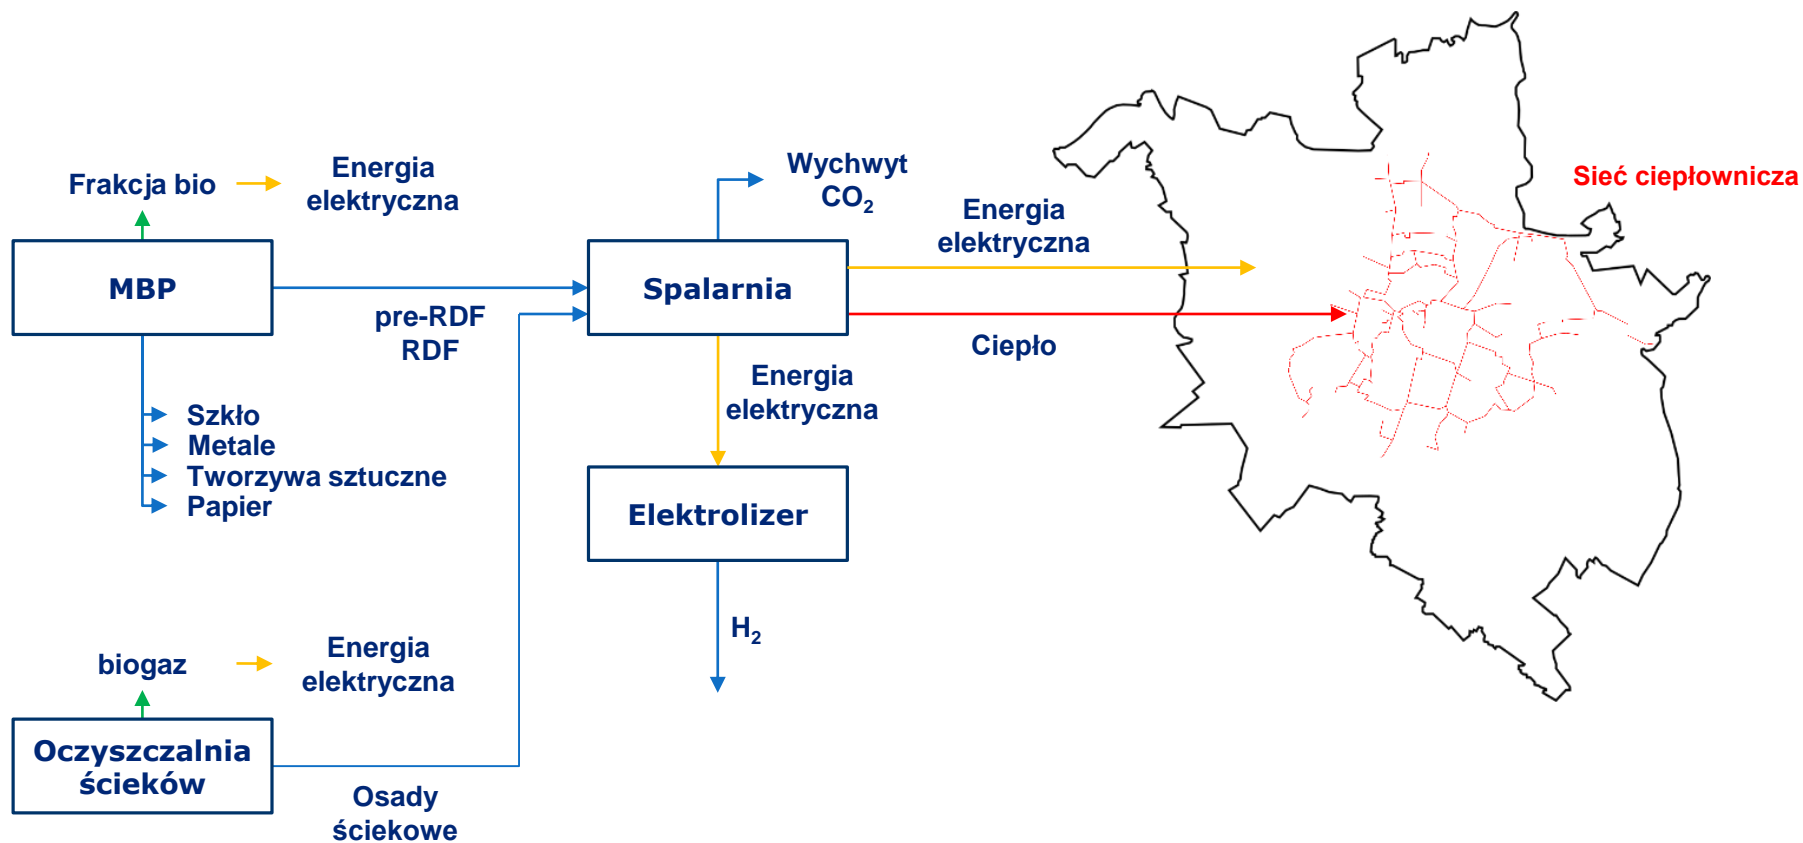 Frakcja bio
Energia
elektryczna
MBP
pre-RDF
RDF
Szkło
Metale
Tworzywa sztuczne
Papier
Wychwyt
CO₂
Spalarnia
Energia
elektryczna
Ciepło
Energia
elektryczna
Elektrolizer
H₂
Sieć ciepłownicza
biogaz
Energia
elektryczna
Oczyszczalnia
ścieków
Osady
ściekowe